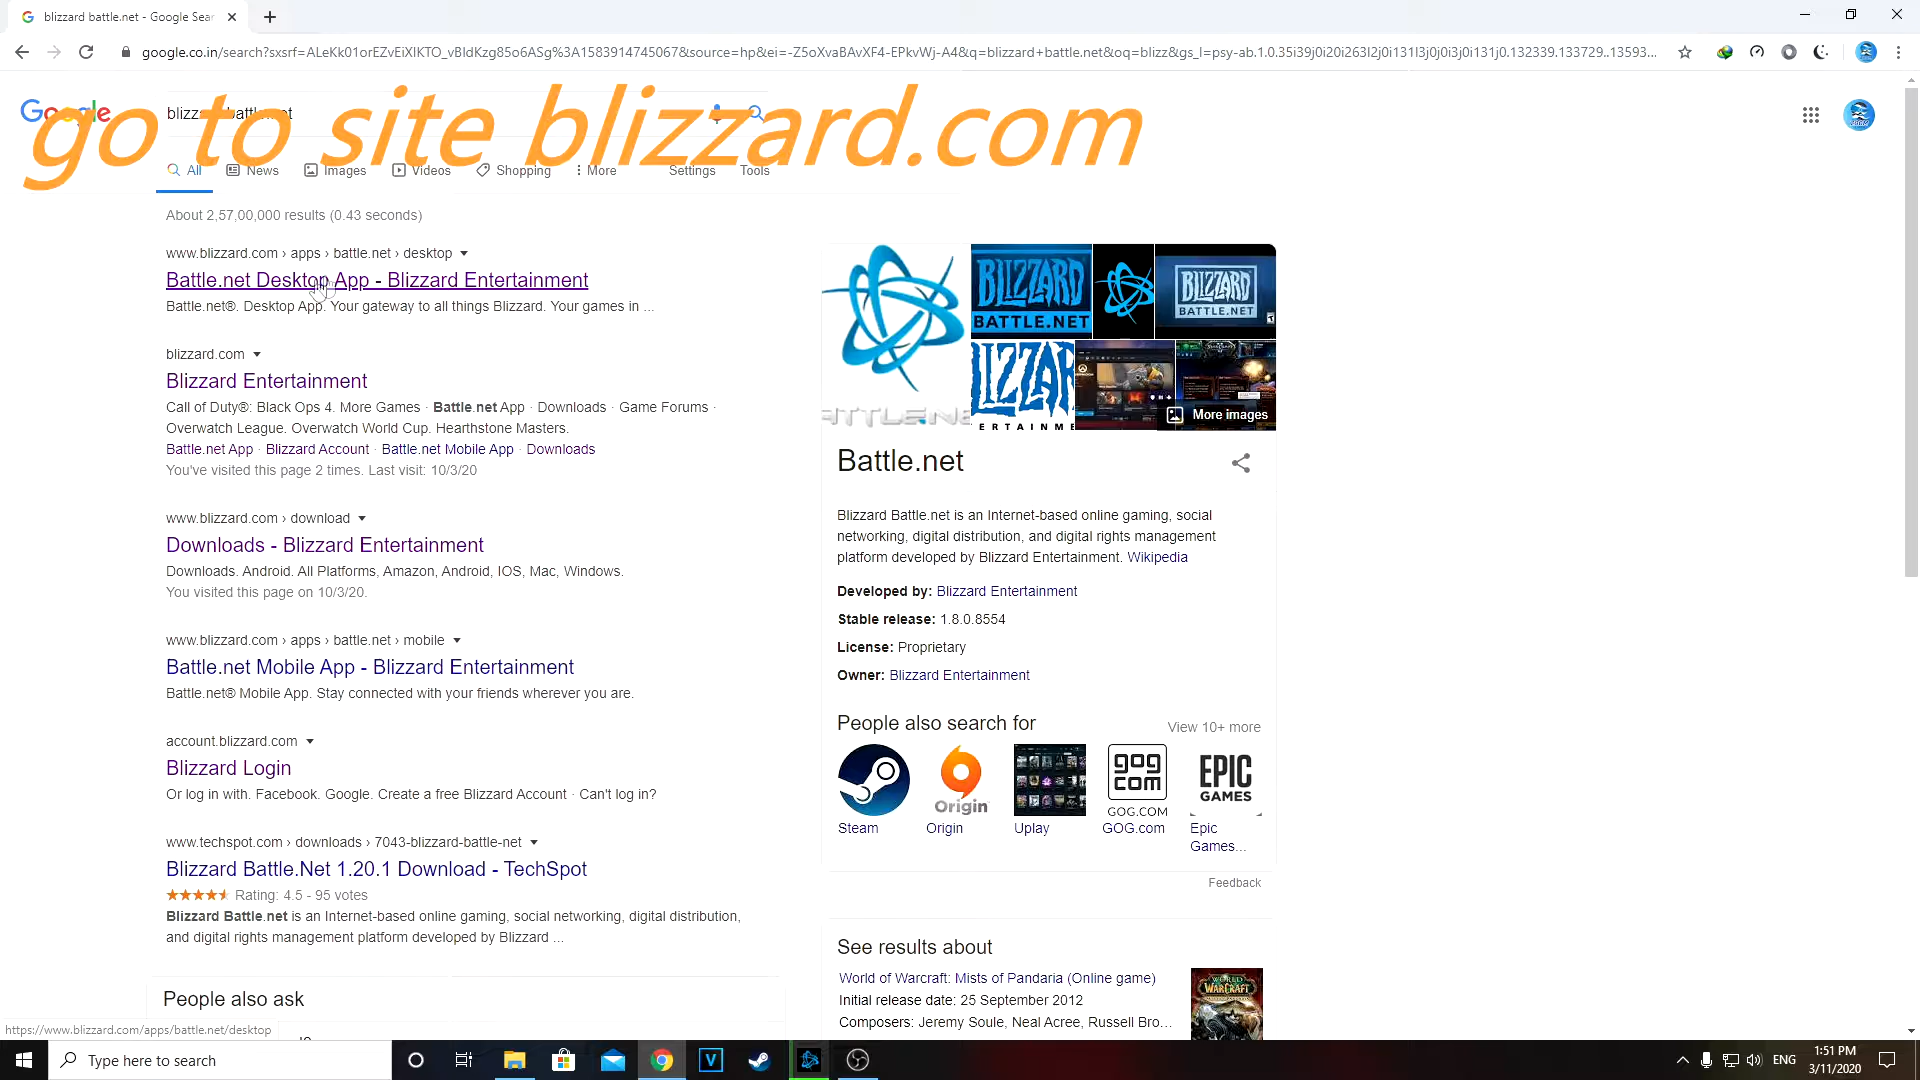 blizzard battle.net - Google Sear
google.co.in/search?sxsrf=ALeKk01orEZvEiXlKTO_vBIdKzg85o6ASg%3A1583914745067&source=hp&ei=-Z5oXvaBAvXF4-EPkvWj-A4&q=blizzard+battle.net&oq=blizz&gs_l=psy-ab.1.0.35i39j0i20i263l2j0i131l3j0j0i3j0i131j0.132339.133729..13593...
Google
go to site blizzard.com
All News Images Videos Shopping More Settings Tools
About 2,57,00,000 results (0.43 seconds)
www.blizzard.com › apps › battle.net › desktop
Battle.net Desktop App - Blizzard Entertainment
Battle.net®. Desktop App. Your gateway to all things Blizzard. Your games in ...
blizzard.com
Blizzard Entertainment
Call of Duty®: Black Ops 4. More Games · Battle.net App · Downloads · Game Forums ·
Overwatch League. Overwatch World Cup. Hearthstone Masters.
Battle.net App · Blizzard Account · Battle.net Mobile App · Downloads
You've visited this page 2 times. Last visit: 10/3/20
www.blizzard.com › download
Downloads - Blizzard Entertainment
Downloads. Android. All Platforms, Amazon, Android, IOS, Mac, Windows.
You visited this page on 10/3/20.
www.blizzard.com › apps › battle.net › mobile
Battle.net Mobile App - Blizzard Entertainment
Battle.net® Mobile App. Stay connected with your friends wherever you are.
account.blizzard.com
Blizzard Login
Or log in with. Facebook. Google. Create a free Blizzard Account · Can't log in?
www.techspot.com › downloads › 7043-blizzard-battle-net
Blizzard Battle.Net 1.20.1 Download - TechSpot
Rating: 4.5 - 95 votes
Blizzard Battle.net is an Internet-based online gaming, social networking, digital distribution,
and digital rights management platform developed by Blizzard ...
People also ask
https://www.blizzard.com/apps/battle.net/desktop
BLIZZARD
BATTLE.NET
BLIZZARD
BATTLE.NET
More images
Battle.net
Blizzard Battle.net is an Internet-based online gaming, social
networking, digital distribution, and digital rights management
platform developed by Blizzard Entertainment. Wikipedia
Developed by: Blizzard Entertainment
Stable release: 1.8.0.8554
License: Proprietary
Owner: Blizzard Entertainment
People also search for
View 10+ more
Origin
gog
com
GOG.COM
EPIC
GAMES
Steam
Origin
Uplay
GOG.com
Epic
Games...
Feedback
See results about
World of Warcraft: Mists of Pandaria (Online game)
Initial release date: 25 September 2012
Composers: Jeremy Soule, Neal Acree, Russell Bro...
WORLD
WARCRAFT
Type here to search
V
ENG
1:51 PM
3/11/2020